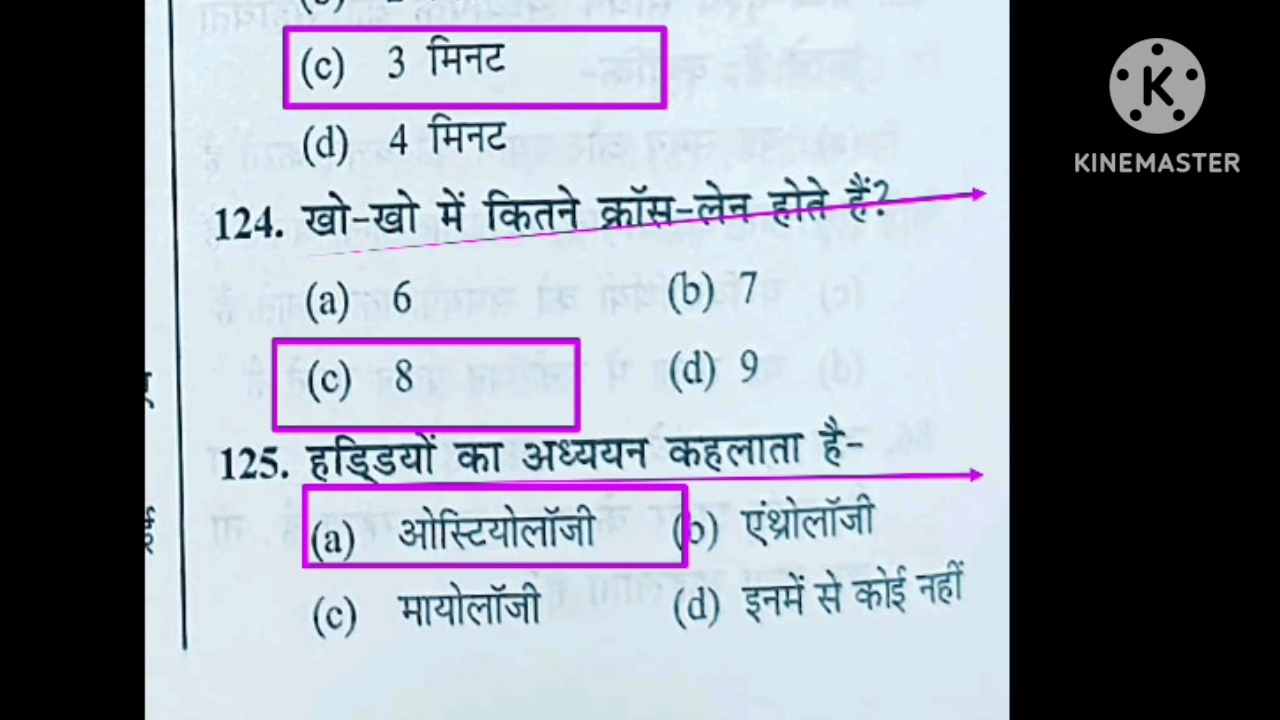 (c) 3 मिनट
(d) 4 मिनट
124. खो-खो में कितने क्रॉस-लेन होते हैं?
(a) 6 (b) 7
(c) 8 (d) 9
125. हड्डियों का अध्ययन कहलाता है-
(a) ओस्टियोलॉजी (b) एंथ्रोलॉजी
(c) मायोलॉजी (d) इनमें से कोई नहीं
K
KINEMASTER